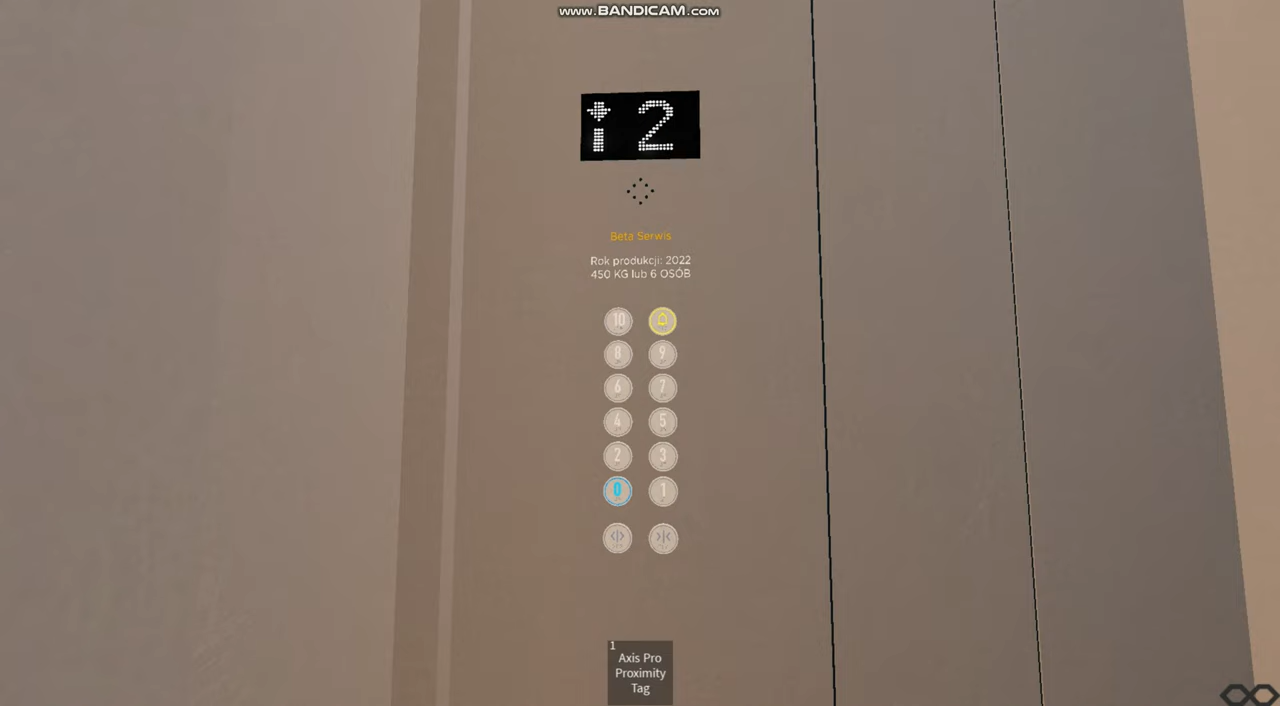 www.BANDICAM.com
↑ 2
Beta Serwis
Rok produkcji: 2022
450 KG lub 6 OSÓB
10
8 9
6 7
4 5
2 3
0 1
<|> >|<
1
Axis Pro
Proximity
Tag